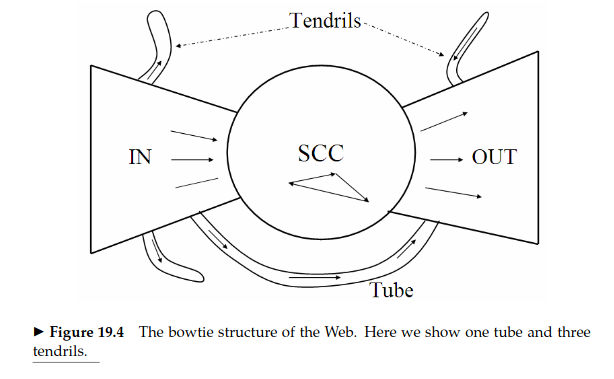 Tendrils
IN
SCC
OUT
Tube
► Figure 19.4 The bowtie structure of the Web. Here we show one tube and three
tendrils.